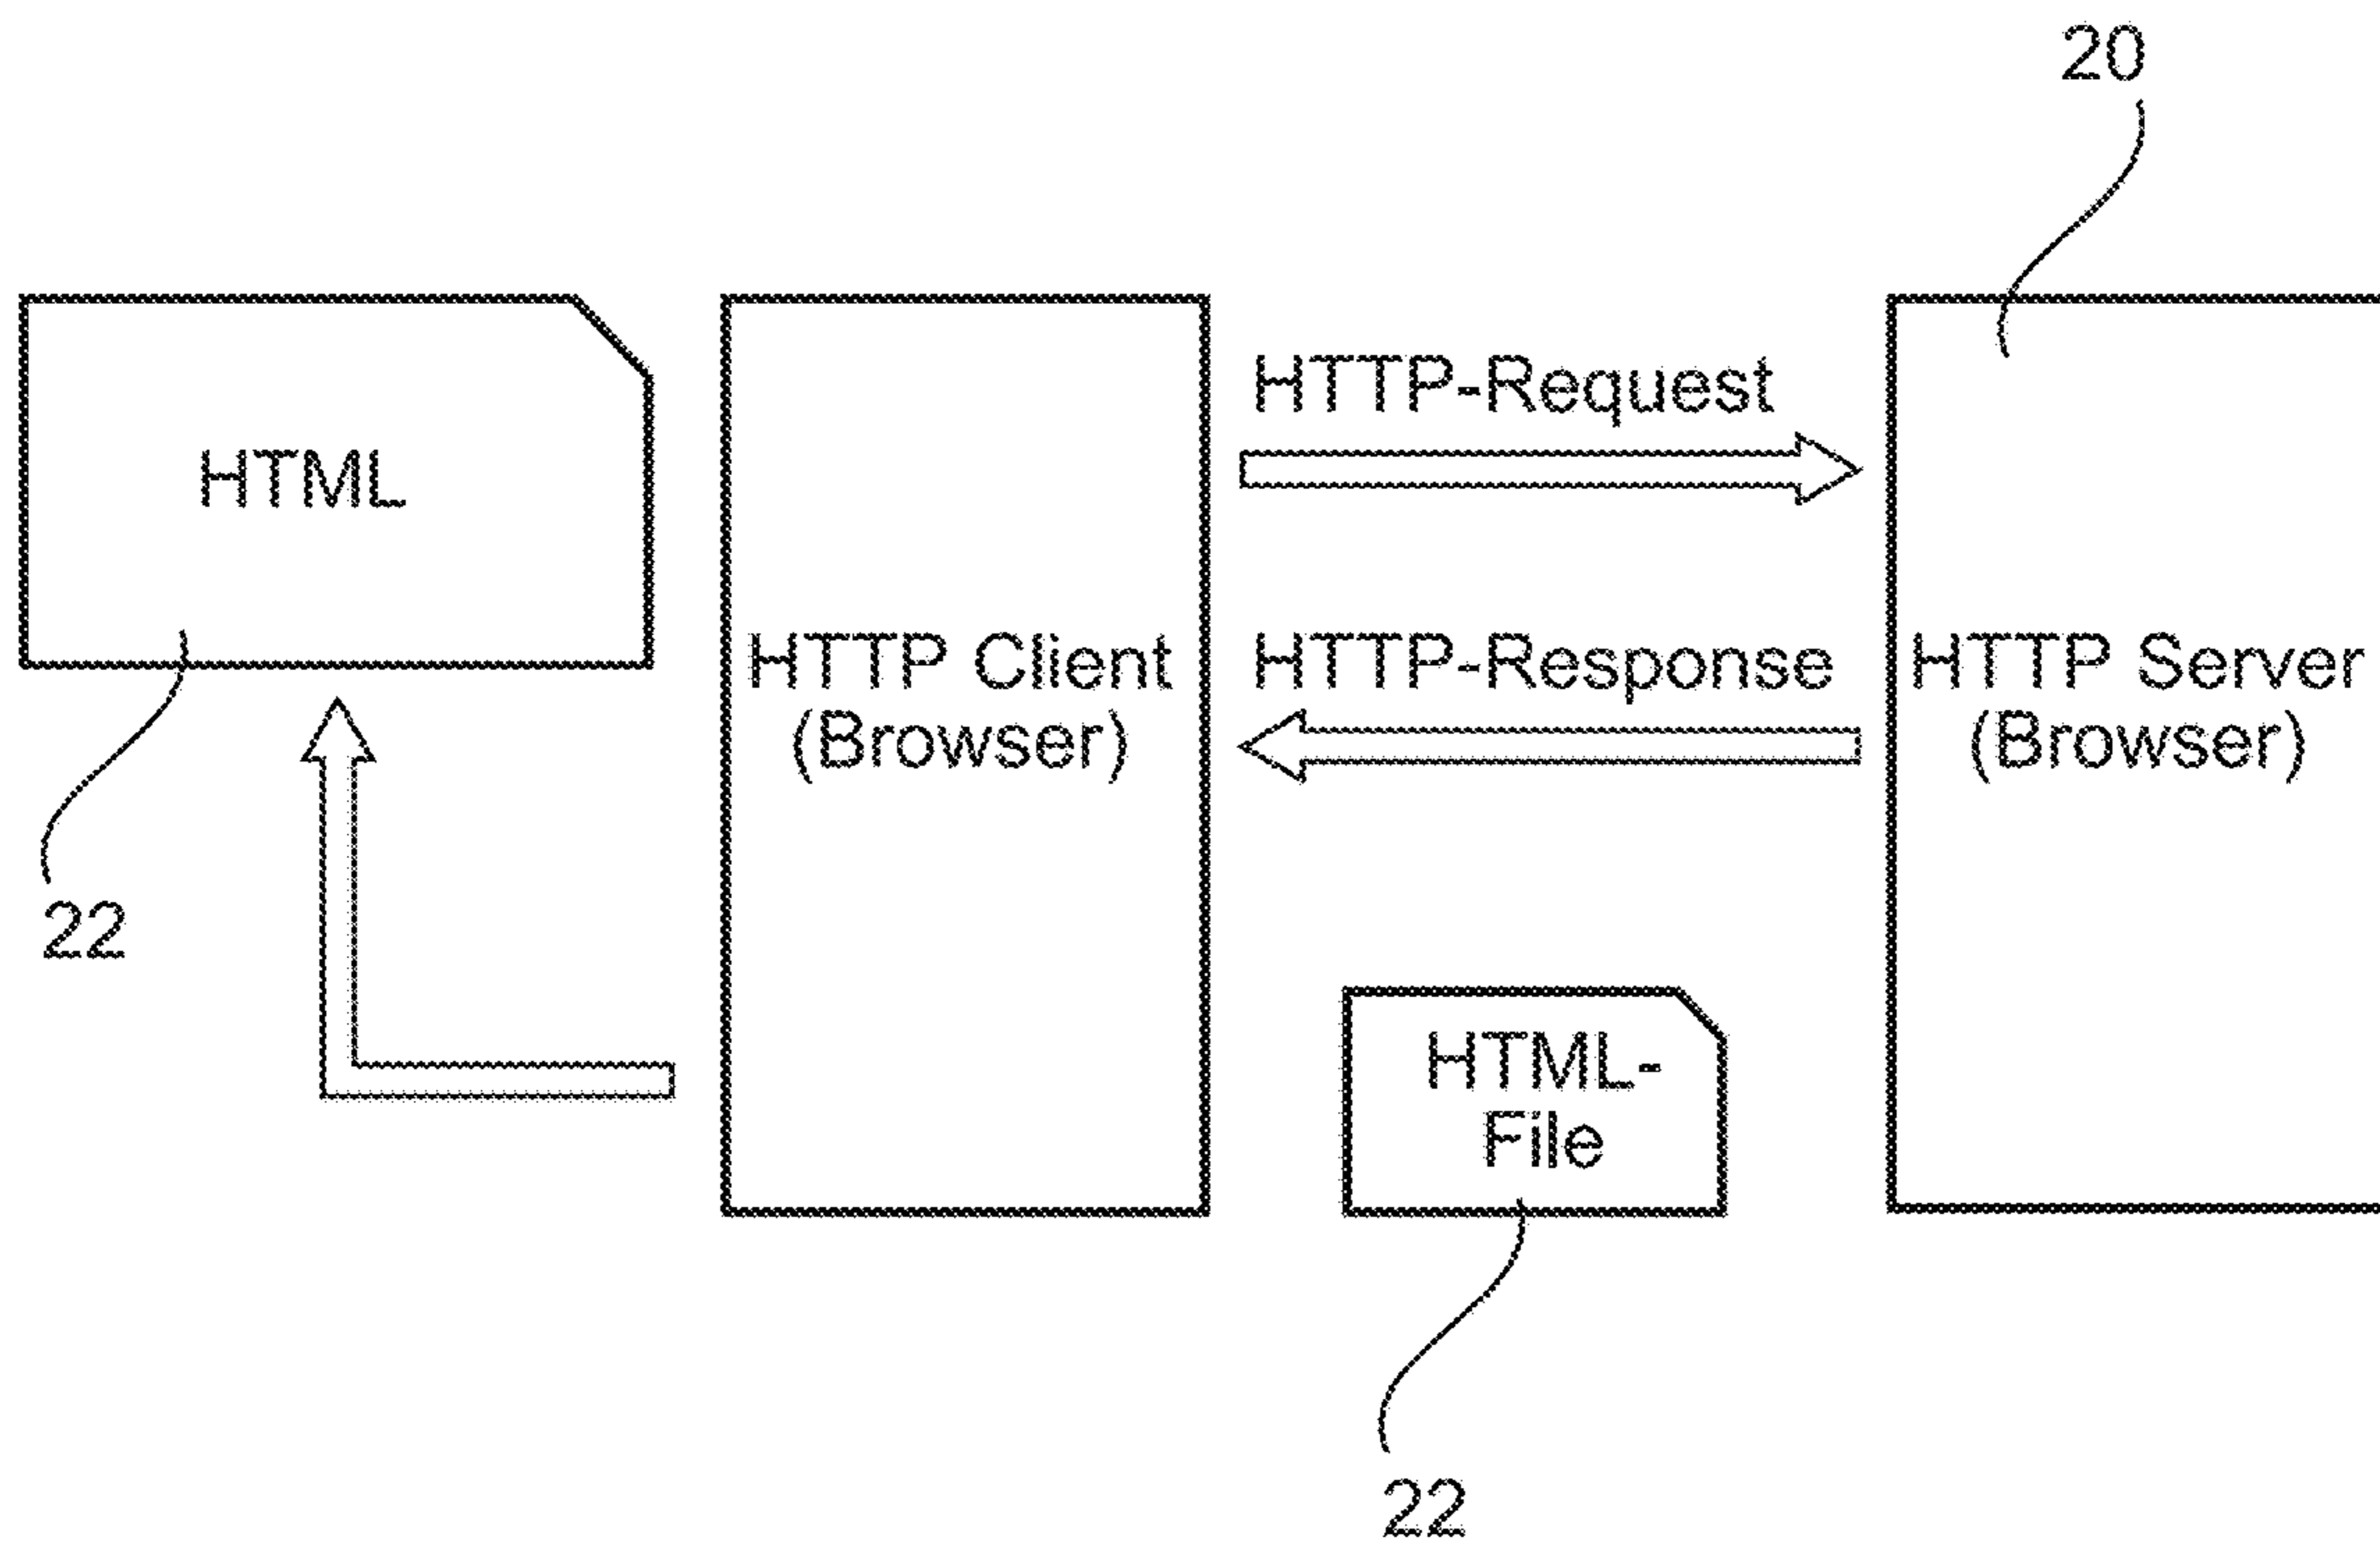 20
HTML
HTTP-Request
HTTP Client
(Browser)
HTTP-Response
HTTP Server
(Browser)
22
HTML-
File
22